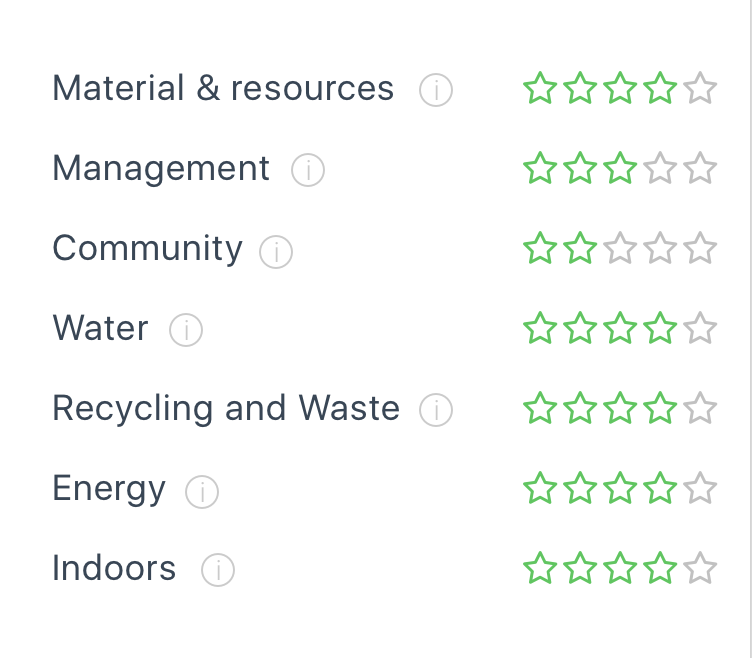 Material & resources
Management
Community
Water
Recycling and Waste
Energy
Indoors